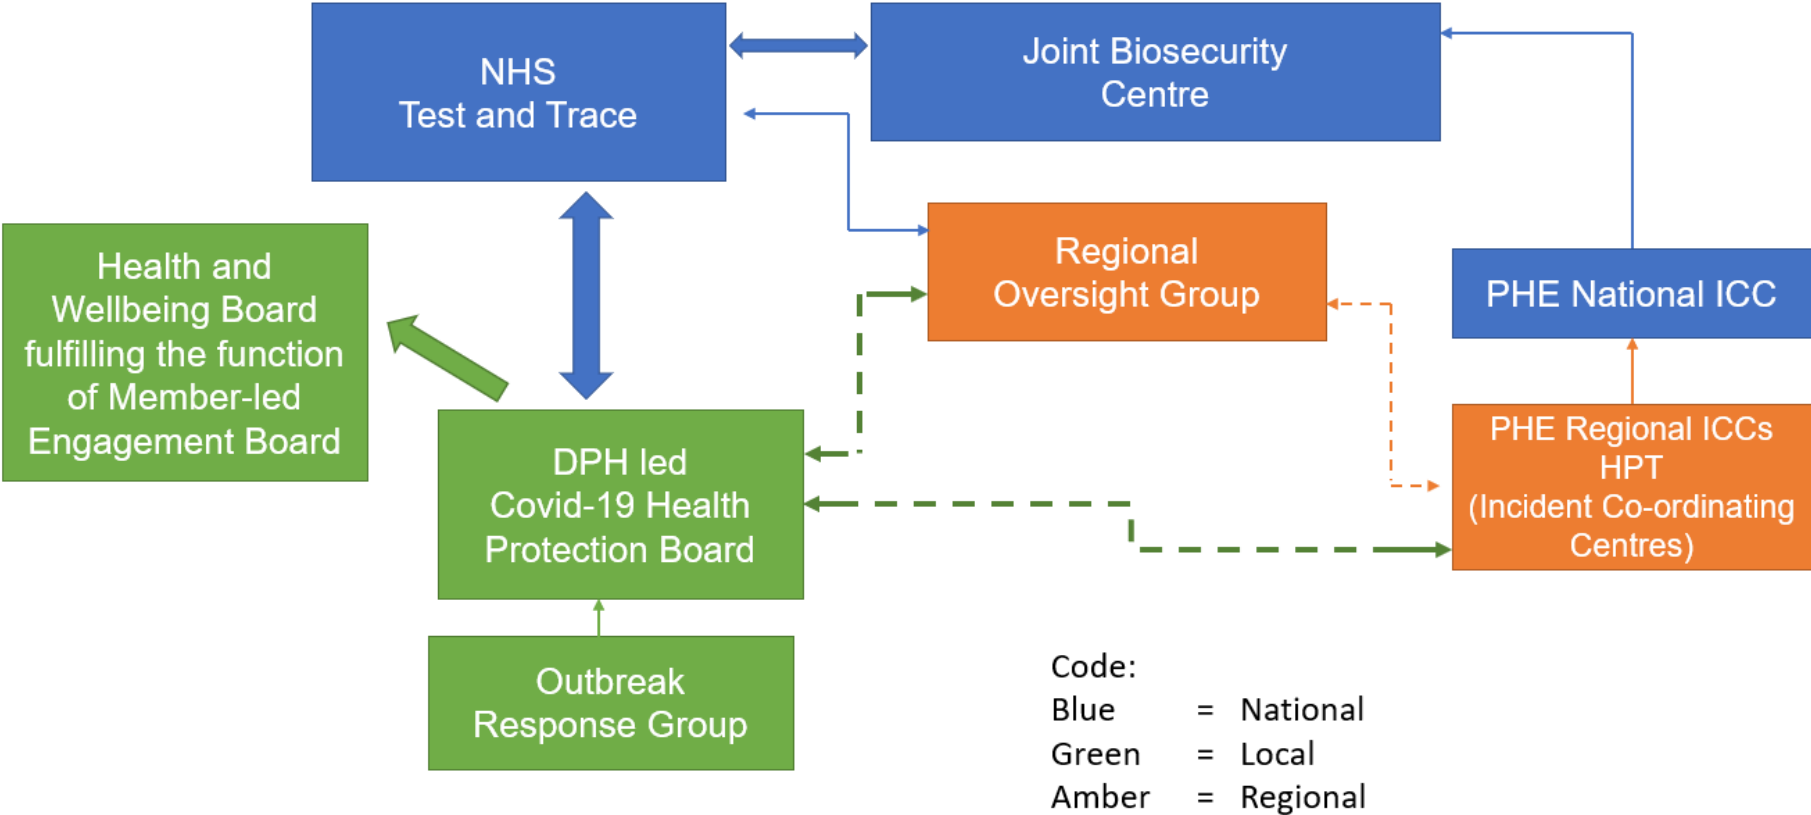 NHS
Test and Trace
Joint Biosecurity
Centre
Health and
Wellbeing Board
fulfilling the function
of Member-led
Engagement Board
Regional
Oversight Group
PHE National ICC
DPH led
Covid-19 Health
Protection Board
PHE Regional ICCs
HPT
(Incident Co-ordinating
Centres)
Outbreak
Response Group
Code:
Blue = National
Green = Local
Amber = Regional